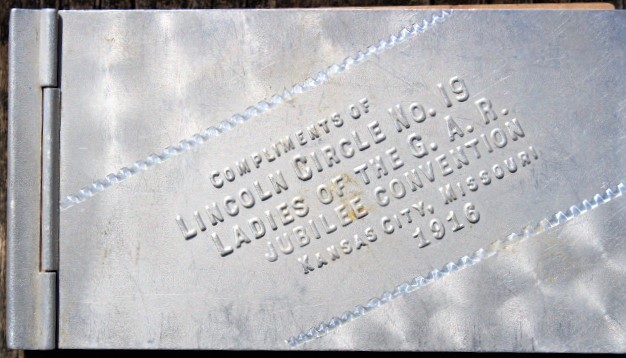 COMPLIMENTS OF
LINCOLN CIRCLE NO. 19
LADIES OF THE G. A. R.
JUBILEE CONVENTION
KANSAS CITY, MISSOURI
1916